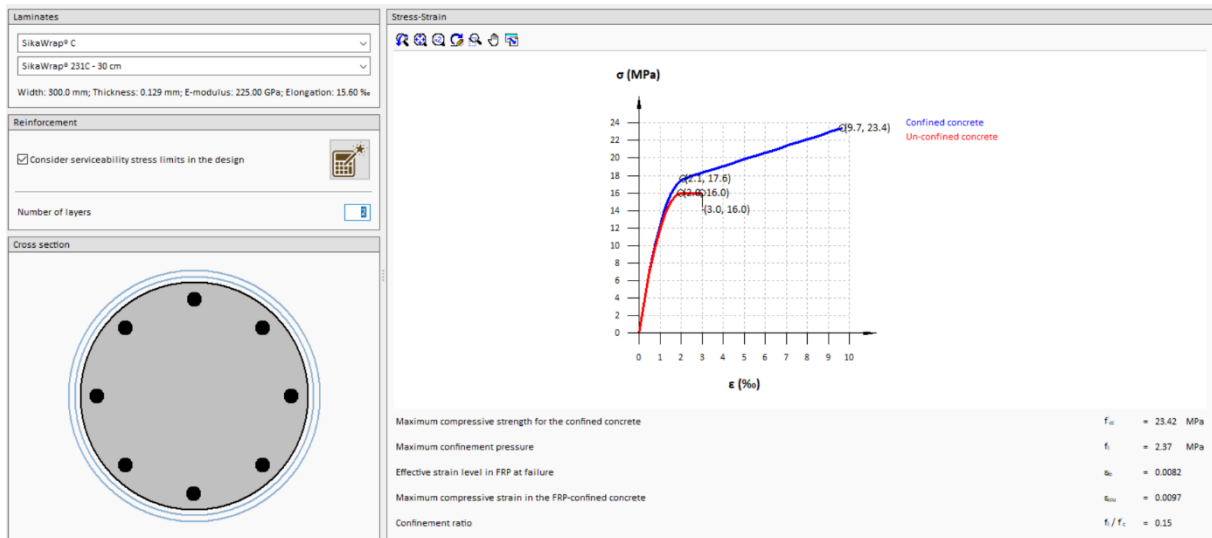 Laminates
SikaWrap® C
SikaWrap® 231C - 30 cm
Width: 300.0 mm; Thickness: 0.129 mm; E-modulus: 225.00 GPa; Elongation: 15.60 ‰
Reinforcement
Consider serviceability stress limits in the design
Number of layers
2
Cross section
Stress-Strain
σ (MPa)
24
22
20
18
16
14
12
10
8
6
4
2
0
0 1 2 3 4 5 6 7 8 9 10
ε (‰)
(9.7, 23.4)
(2.1, 17.6)
(2.0, 16.0)
(3.0, 16.0)
Confined concrete
Un-confined concrete
Maximum compressive strength for the confined concrete f'cc = 23.42 MPa
Maximum confinement pressure fl = 2.37 MPa
Effective strain level in FRP at failure εfe = 0.0082
Maximum compressive strain in the FRP-confined concrete εccu = 0.0097
Confinement ratio fl / f'c = 0.15